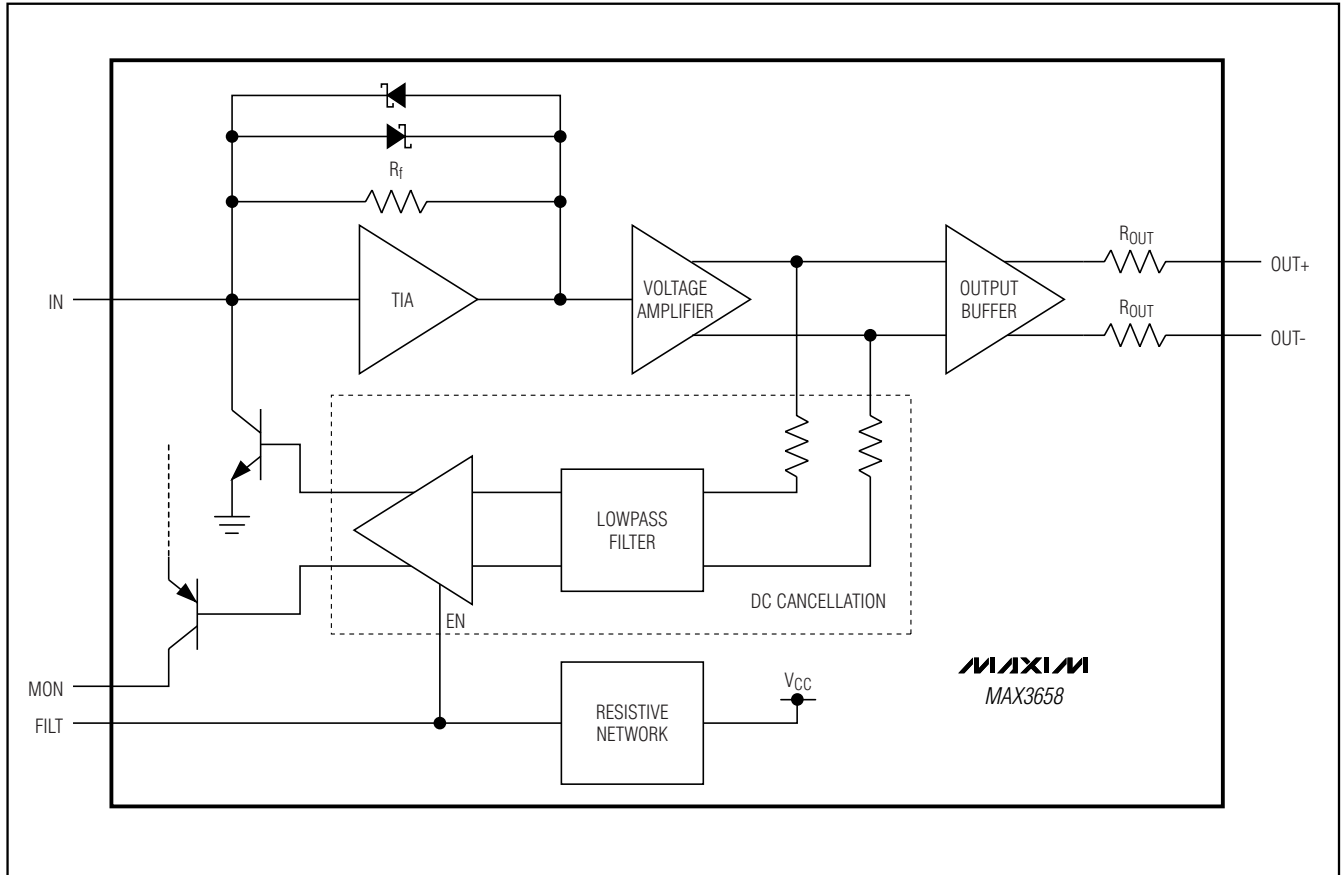 Rf
IN
TIA
VOLTAGE
AMPLIFIER
OUTPUT
BUFFER
ROUT
OUT+
ROUT
OUT-
LOWPASS
FILTER
DC CANCELLATION
EN
MON
FILT
RESISTIVE
NETWORK
VCC
MAXIM
MAX3658